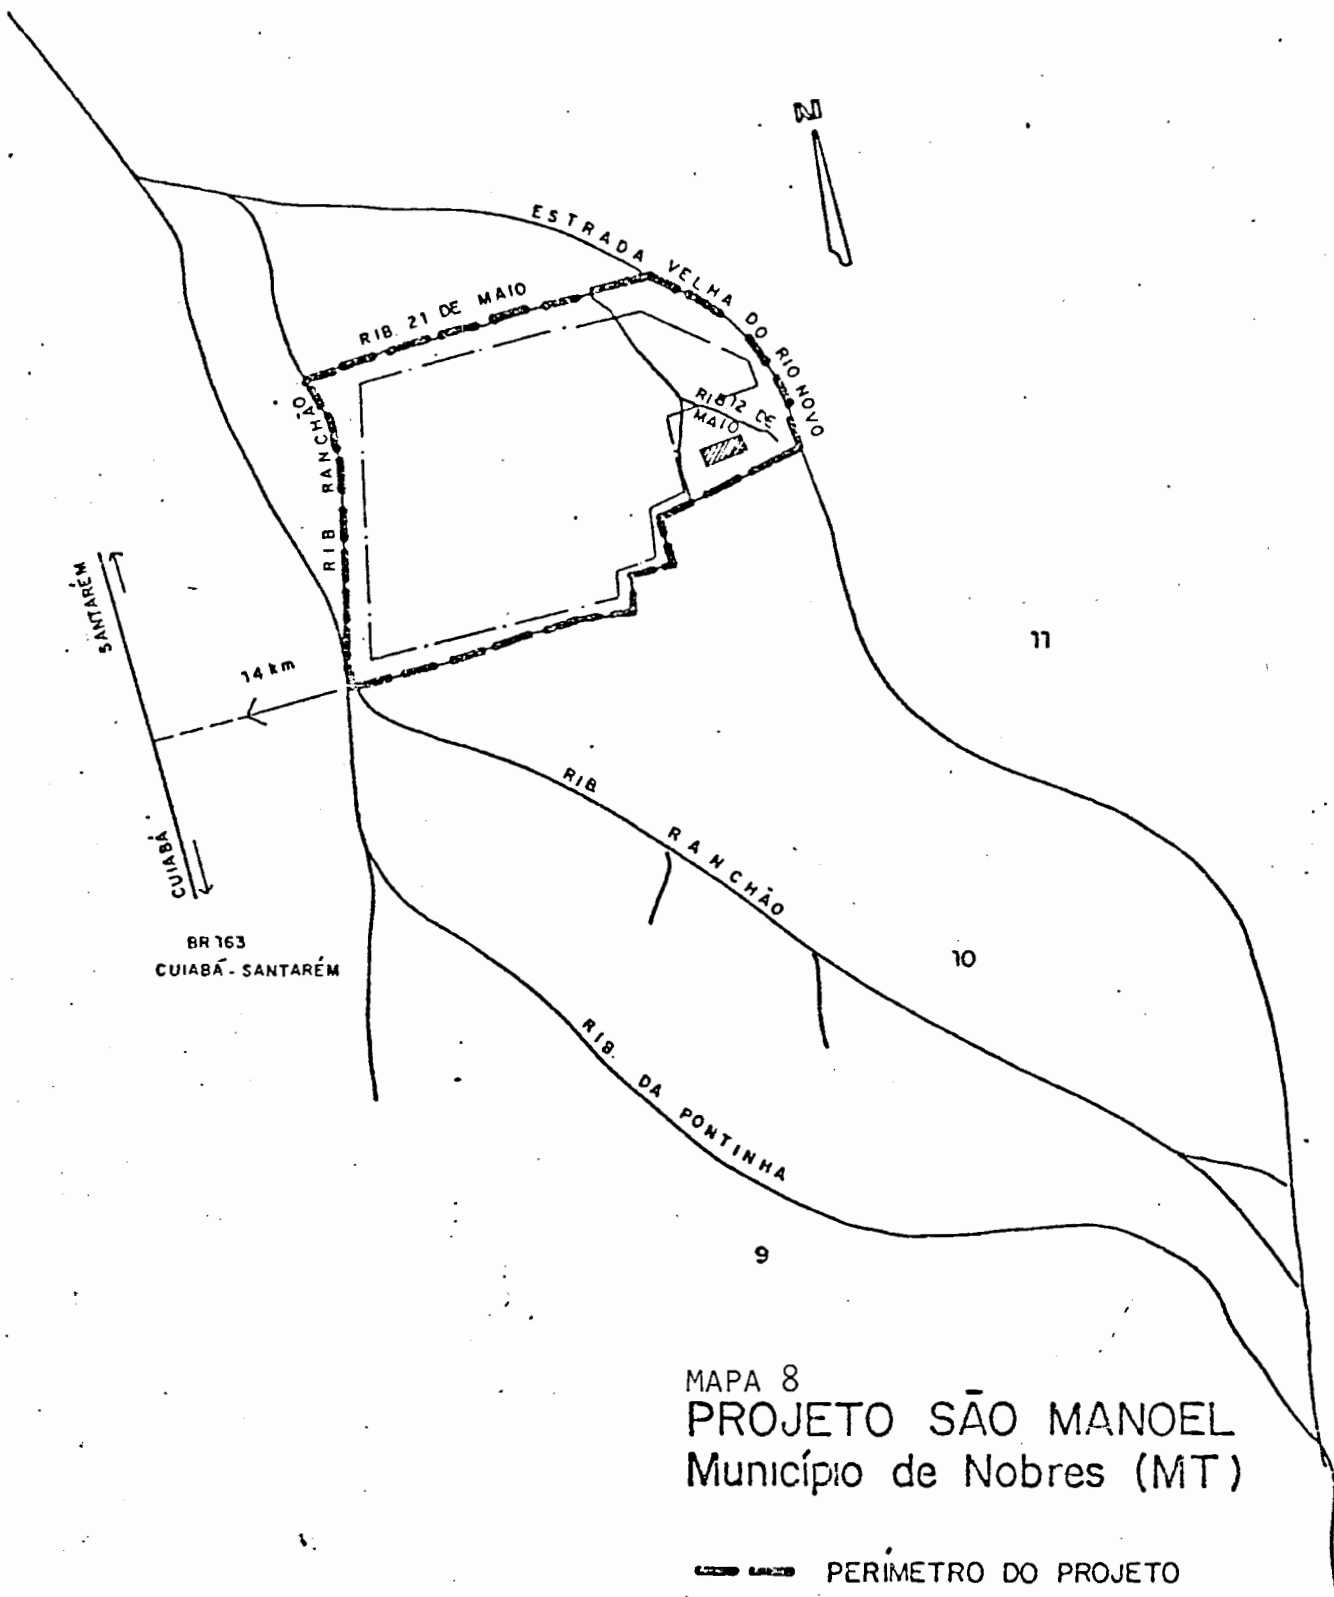 N
ESTRADA VELHA DO RIO NOVO
RIB. 21 DE MAIO
RIB 12 DE
MAIO
RIB RANCHÃO
SANTARÉM
14 km
CUIABÁ
BR 163
CUIABÁ - SANTARÉM
11
RIB. RANCHÃO
10
RIB. DA PONTINHA
9
MAPA 8
PROJETO SÃO MANOEL
Município de Nobres (MT)
PERÍMETRO DO PROJETO